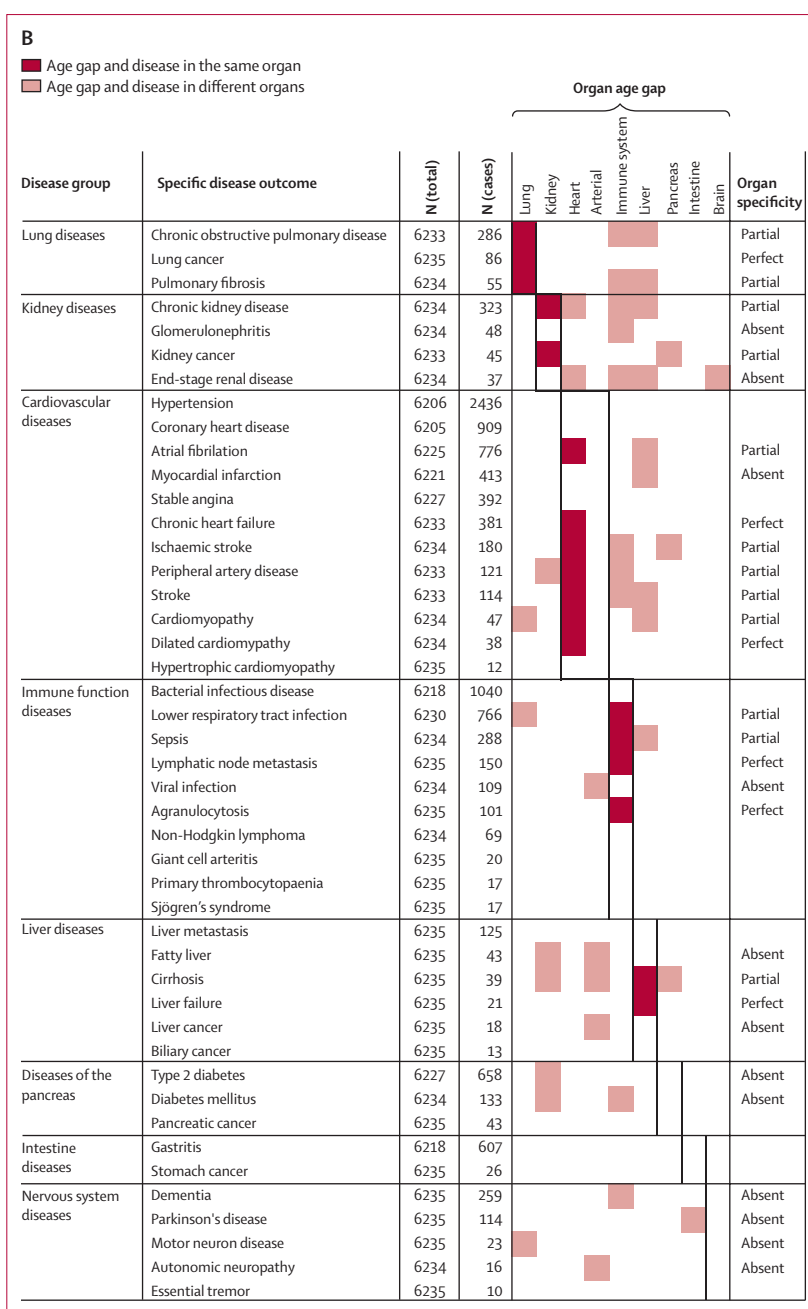 B
Age gap and disease in the same organ
Age gap and disease in different organs
Organ age gap
Disease group Specific disease outcome N (total) N (cases) Lung Kidney Heart Arterial Immune system Liver Pancreas Intestine Brain Organ specificity
Lung diseases Chronic obstructive pulmonary disease 6233 286 Partial
Lung cancer 6235 86 Perfect
Pulmonary fibrosis 6234 55 Partial
Kidney diseases Chronic kidney disease 6234 323 Partial
Glomerulonephritis 6234 48 Absent
Kidney cancer 6233 45 Partial
End-stage renal disease 6234 37 Absent
Cardiovascular diseases Hypertension 6206 2436
Coronary heart disease 6205 909
Atrial fibrilation 6225 776 Partial
Myocardial infarction 6221 413 Absent
Stable angina 6227 392
Chronic heart failure 6233 381 Perfect
Ischaemic stroke 6234 180 Partial
Peripheral artery disease 6233 121 Partial
Stroke 6233 114 Partial
Cardiomyopathy 6234 47 Partial
Dilated cardiomypathy 6234 38 Perfect
Hypertrophic cardiomyopathy 6235 12
Immune function diseases Bacterial infectious disease 6218 1040
Lower respiratory tract infection 6230 766 Partial
Sepsis 6234 288 Partial
Lymphatic node metastasis 6235 150 Perfect
Viral infection 6234 109 Absent
Agranulocytosis 6235 101 Perfect
Non-Hodgkin lymphoma 6234 69
Giant cell arteritis 6235 20
Primary thrombocytopaenia 6235 17
Sjögren's syndrome 6235 17
Liver diseases Liver metastasis 6235 125
Fatty liver 6235 43 Absent
Cirrhosis 6235 39 Partial
Liver failure 6235 21 Perfect
Liver cancer 6235 18 Absent
Biliary cancer 6235 13
Diseases of the pancreas Type 2 diabetes 6227 658 Absent
Diabetes mellitus 6234 133 Absent
Pancreatic cancer 6235 43
Intestine diseases Gastritis 6218 607
Stomach cancer 6235 26
Nervous system diseases Dementia 6235 259 Absent
Parkinson's disease 6235 114 Absent
Motor neuron disease 6235 23 Absent
Autonomic neuropathy 6234 16 Absent
Essential tremor 6235 10